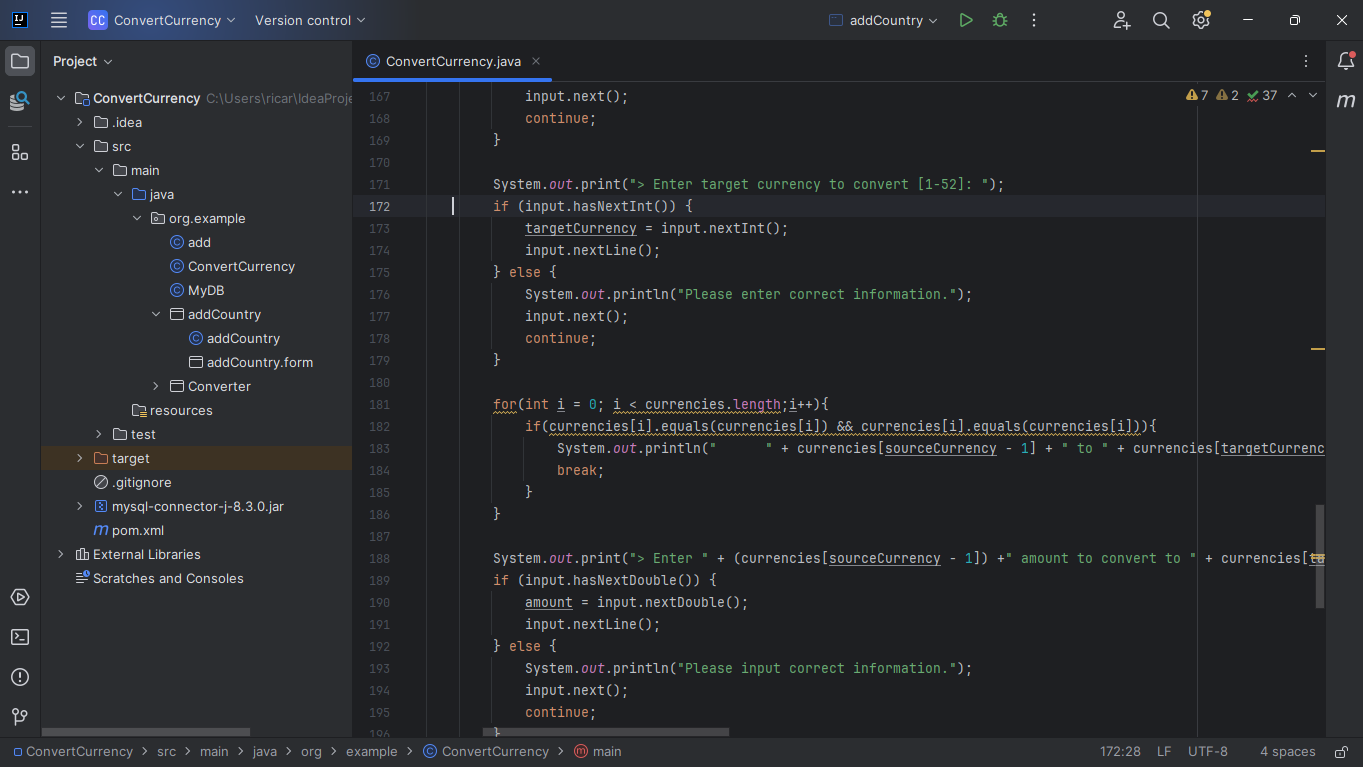 CC ConvertCurrency Version control addCountry
Project
ConvertCurrency.java
ConvertCurrency C:\Users\ricar\IdeaProje
.idea
src
main
java
org.example
add
ConvertCurrency
MyDB
addCountry
addCountry
addCountry.form
Converter
resources
test
target
.gitignore
mysql-connector-j-8.3.0.jar
m pom.xml
External Libraries
Scratches and Consoles
7 2 37
m
167 input.next();
168 continue;
169 }
170
171 System.out.print("> Enter target currency to convert [1-52]: ");
172 if (input.hasNextInt()) {
173 targetCurrency = input.nextInt();
174 input.nextLine();
175 } else {
176 System.out.println("Please enter correct information.");
177 input.next();
178 continue;
179 }
180
181 for(int i = 0; i < currencies.length;i++){
182 if(currencies[i].equals(currencies[i]) && currencies[i].equals(currencies[i])){
183 System.out.println("      " + currencies[sourceCurrency - 1] + " to " + currencies[targetCurrenc
184 break;
185 }
186 }
187
188 System.out.print("> Enter " + (currencies[sourceCurrency - 1]) +" amount to convert to " + currencies[ta
189 if (input.hasNextDouble()) {
190 amount = input.nextDouble();
191 input.nextLine();
192 } else {
193 System.out.println("Please input correct information.");
194 input.next();
195 continue;
196 }
ConvertCurrency > src > main > java > org > example > ConvertCurrency > main 172:28 LF UTF-8 4 spaces